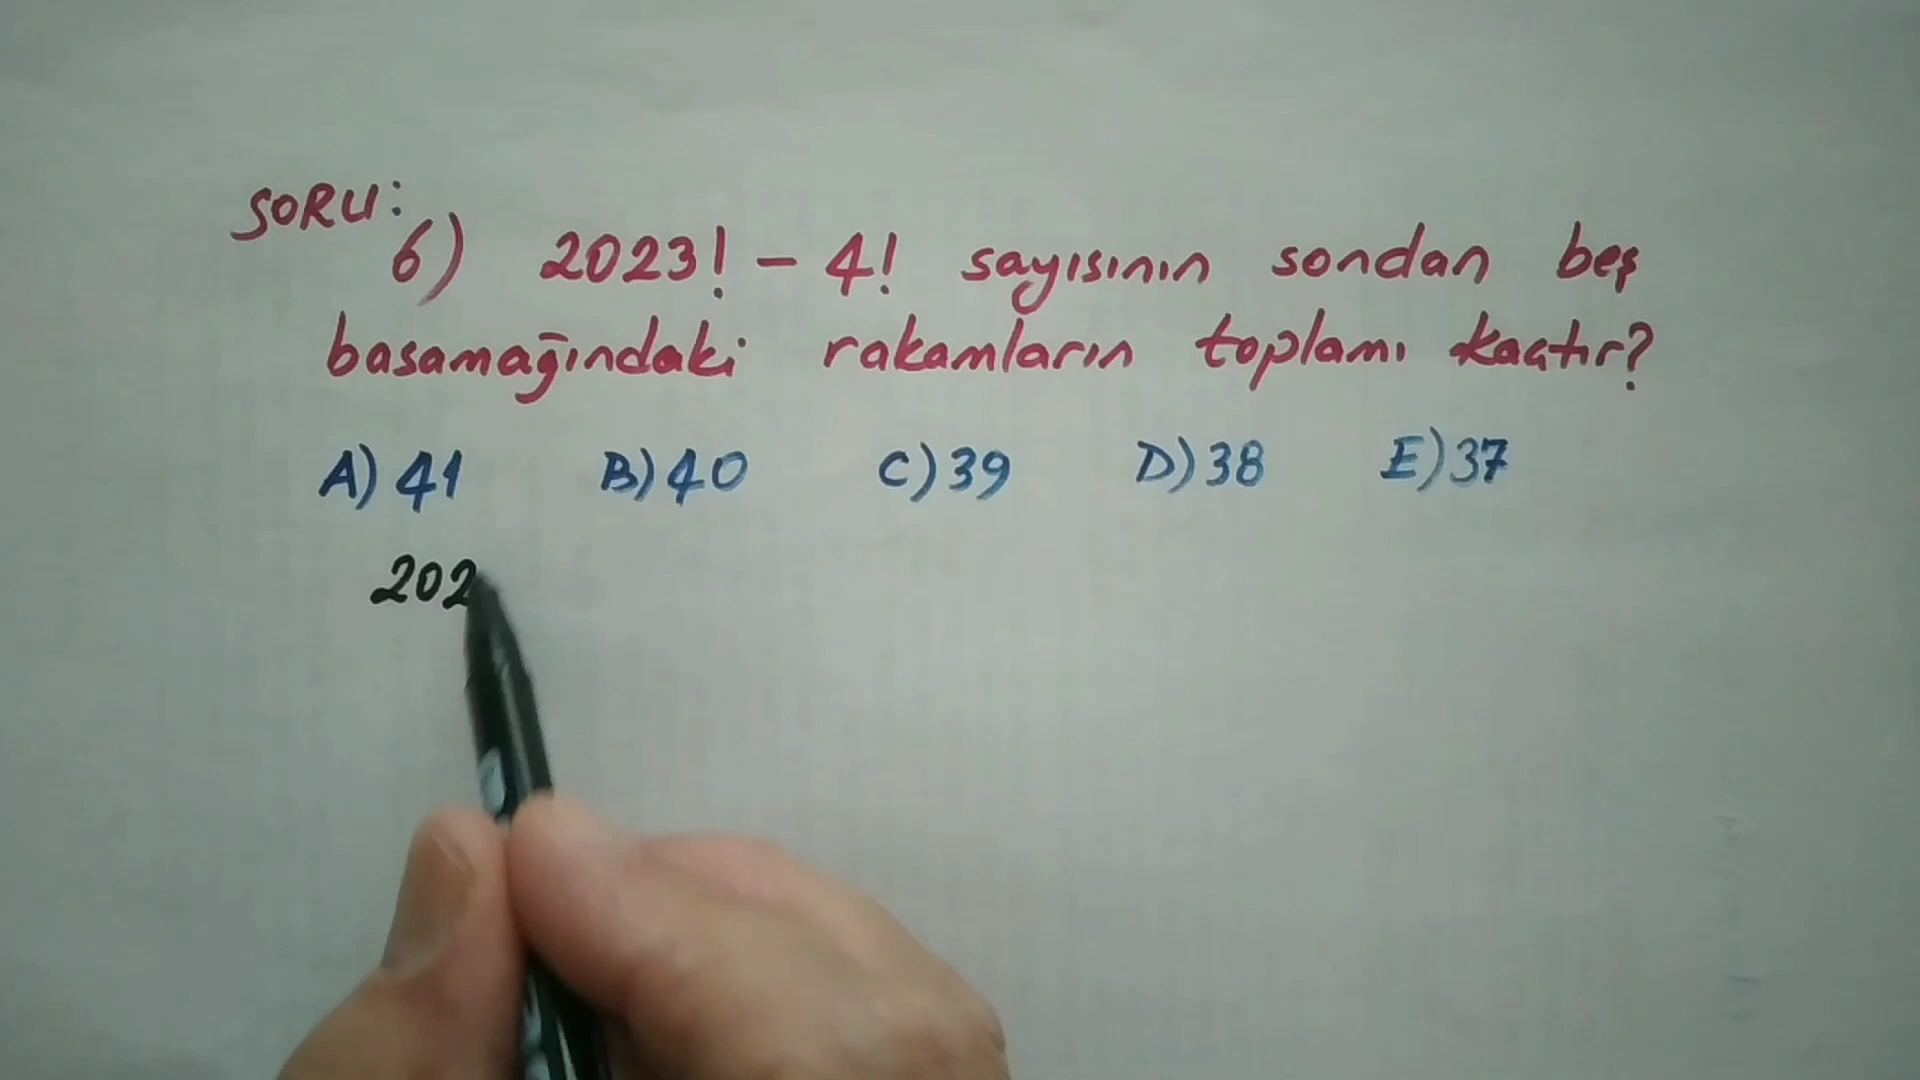 SORU:
6) 2023! - 4! sayısının sondan beş
basamağındaki rakamların toplamı kaçtır?
A) 41 B) 40 C) 39 D) 38 E) 37
202